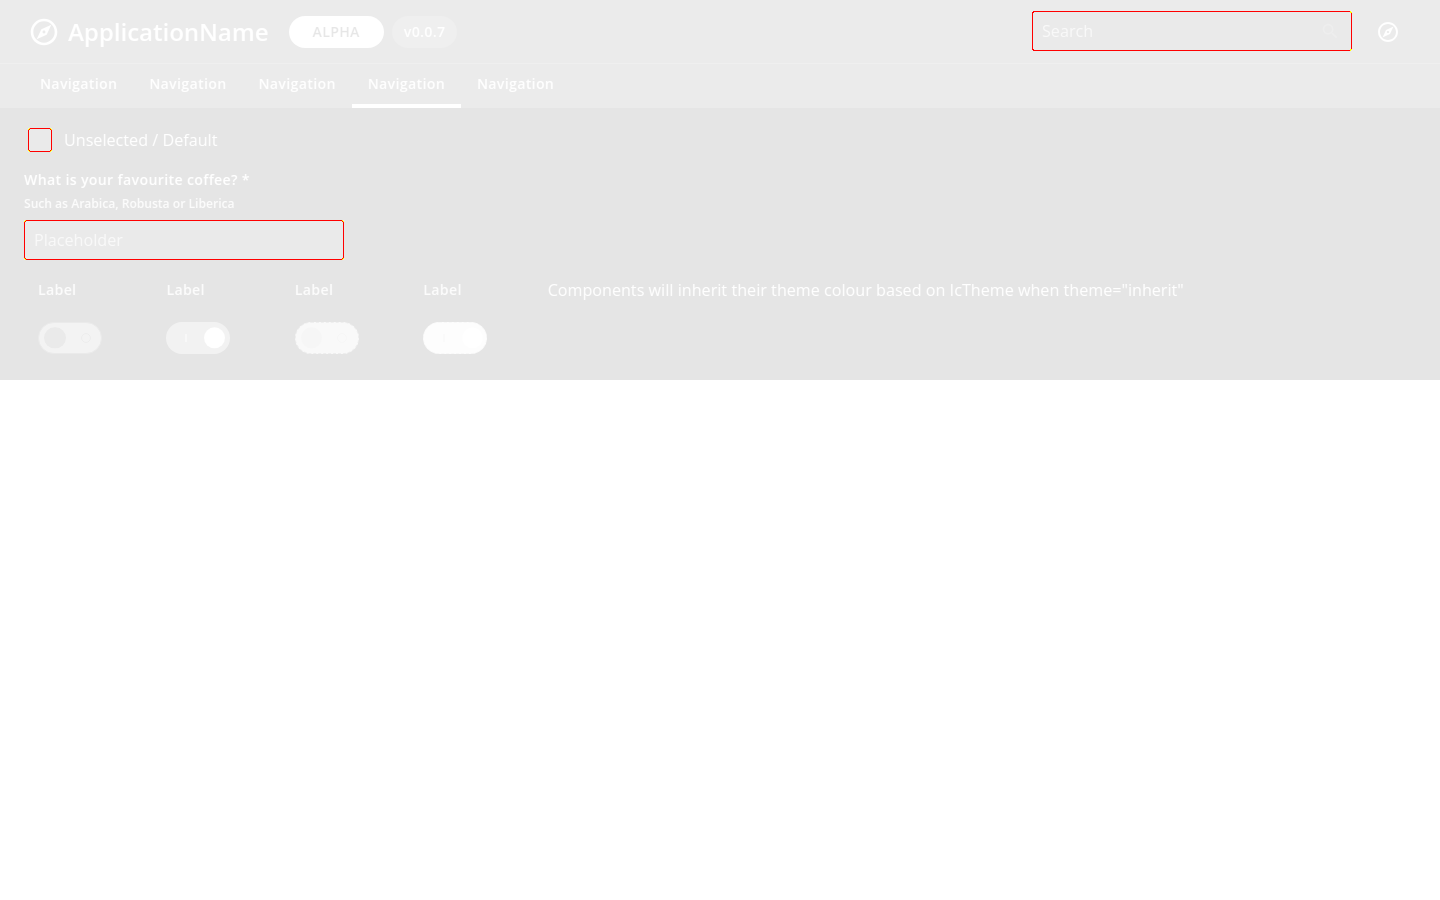 ApplicationName ALPHA v0.0.7 Search
Navigation Navigation Navigation Navigation Navigation
Unselected / Default
What is your favourite coffee? *
Such as Arabica, Robusta or Liberica
Placeholder
Label Label Label Label Components will inherit their theme colour based on IcTheme when theme="inherit"